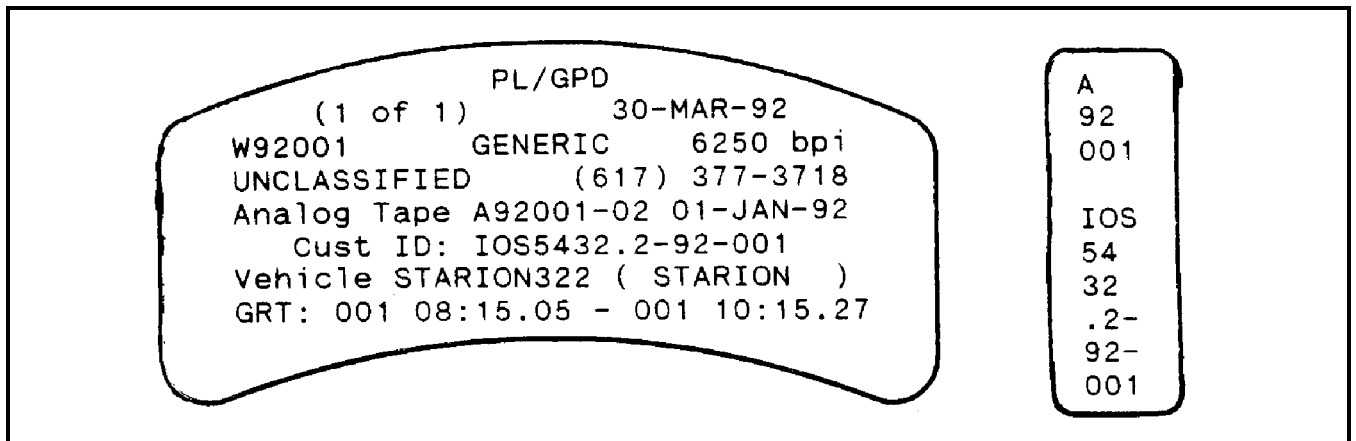 PL/GPD
(1 of 1) 30-MAR-92
W92001 GENERIC 6250 bpi
UNCLASSIFIED (617) 377-3718
Analog Tape A92001-02 01-JAN-92
Cust ID: IOS5432.2-92-001
Vehicle STARION322 ( STARION )
GRT: 001 08:15.05 - 001 10:15.27
A
92
001
IOS
54
32
.2-
92-
001